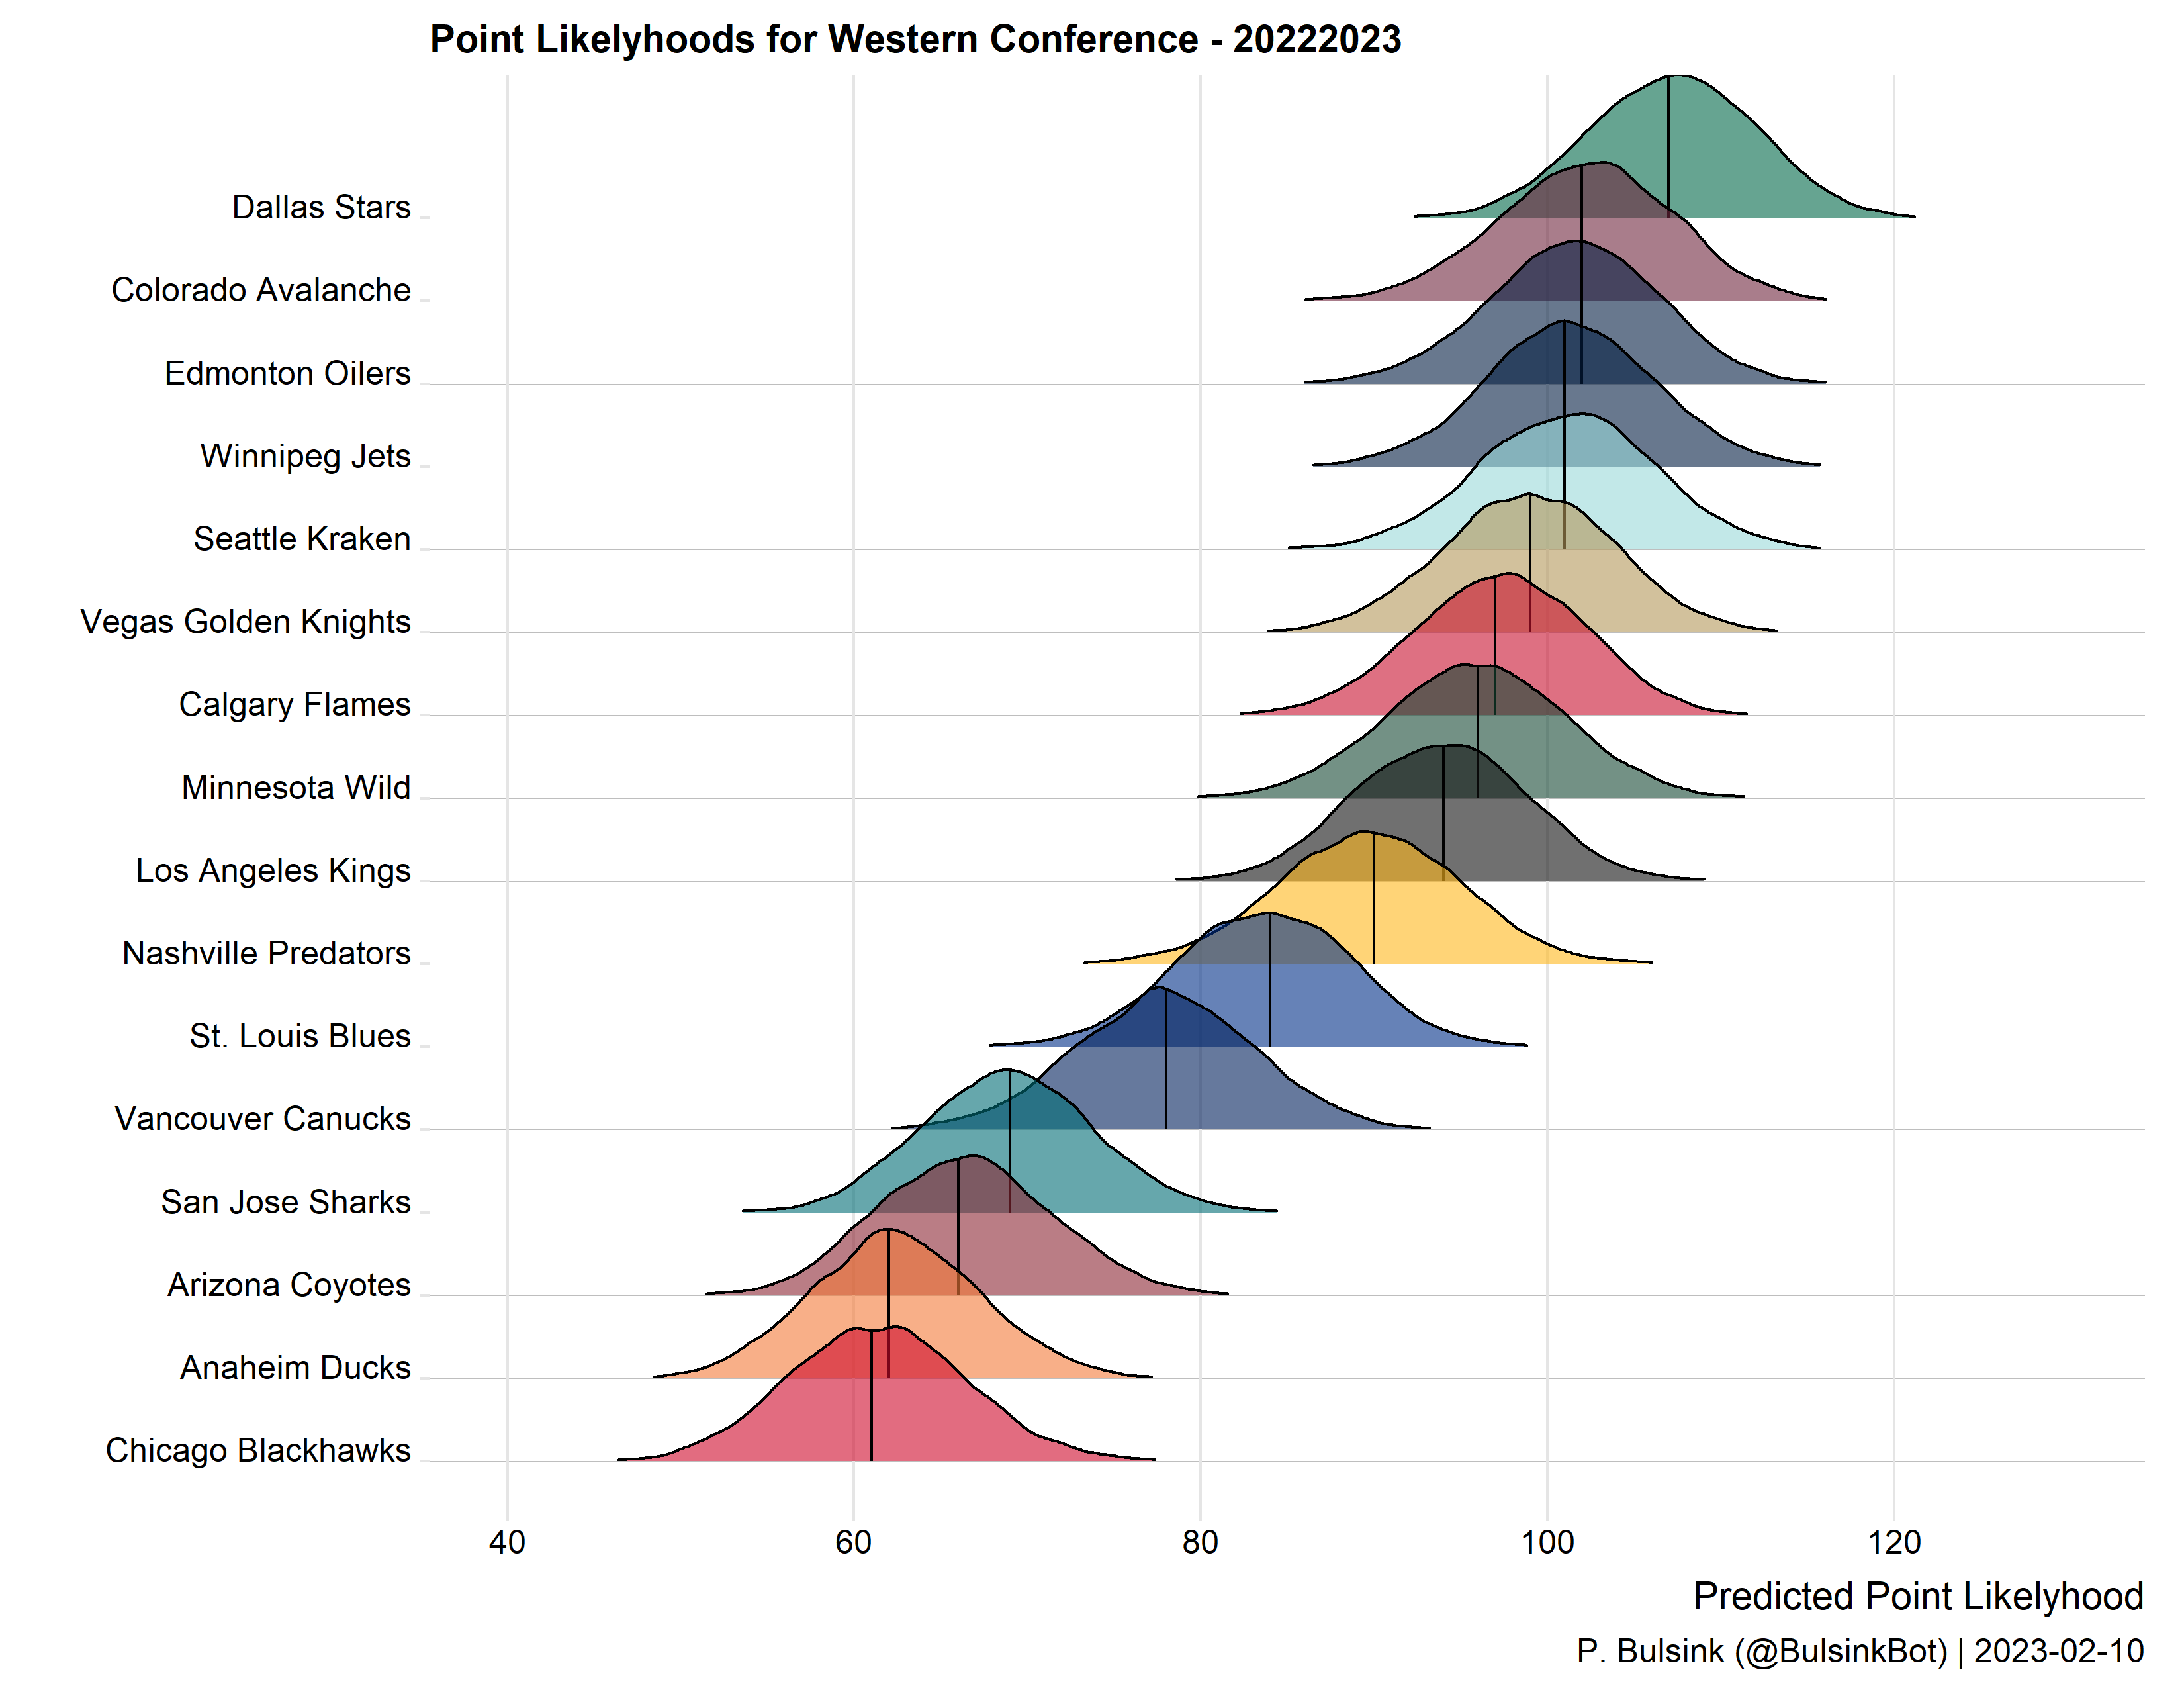 Point Likelyhoods for Western Conference - 20222023
Dallas Stars
Colorado Avalanche
Edmonton Oilers
Winnipeg Jets
Seattle Kraken
Vegas Golden Knights
Calgary Flames
Minnesota Wild
Los Angeles Kings
Nashville Predators
St. Louis Blues
Vancouver Canucks
San Jose Sharks
Arizona Coyotes
Anaheim Ducks
Chicago Blackhawks
40 60 80 100 120
Predicted Point Likelyhood
P. Bulsink (@BulsinkBot) | 2023-02-10